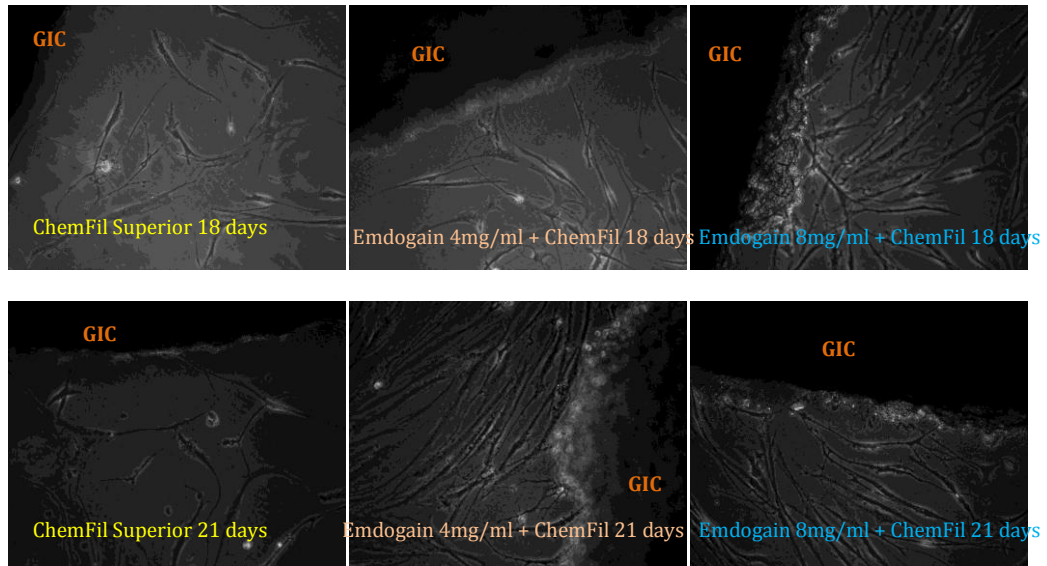 GIC
GIC
GIC
ChemFil Superior 18 days
Emdogain 4mg/ml + ChemFil 18 days
Emdogain 8mg/ml + ChemFil 18 days
GIC
GIC
GIC
ChemFil Superior 21 days
Emdogain 4mg/ml + ChemFil 21 days
Emdogain 8mg/ml + ChemFil 21 days